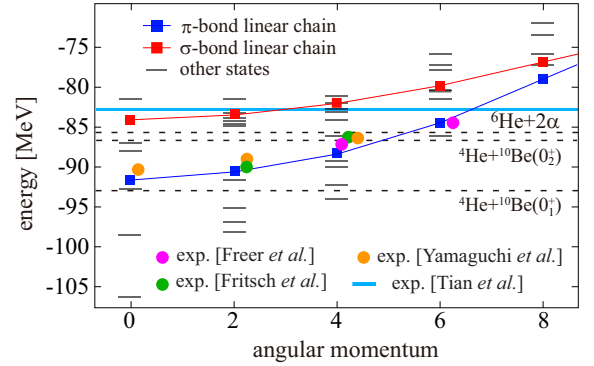 π-bond linear chain
σ-bond linear chain
other states
-75
-80
-85
-90
-95
-100
-105
energy [MeV]
⁶He+2α
⁴He+¹⁰Be(0₂⁺)
⁴He+¹⁰Be(0₁⁺)
exp. [Freer et al.]
exp. [Yamaguchi et al.]
exp. [Fritsch et al.]
exp. [Tian et al.]
0 2 4 6 8
angular momentum